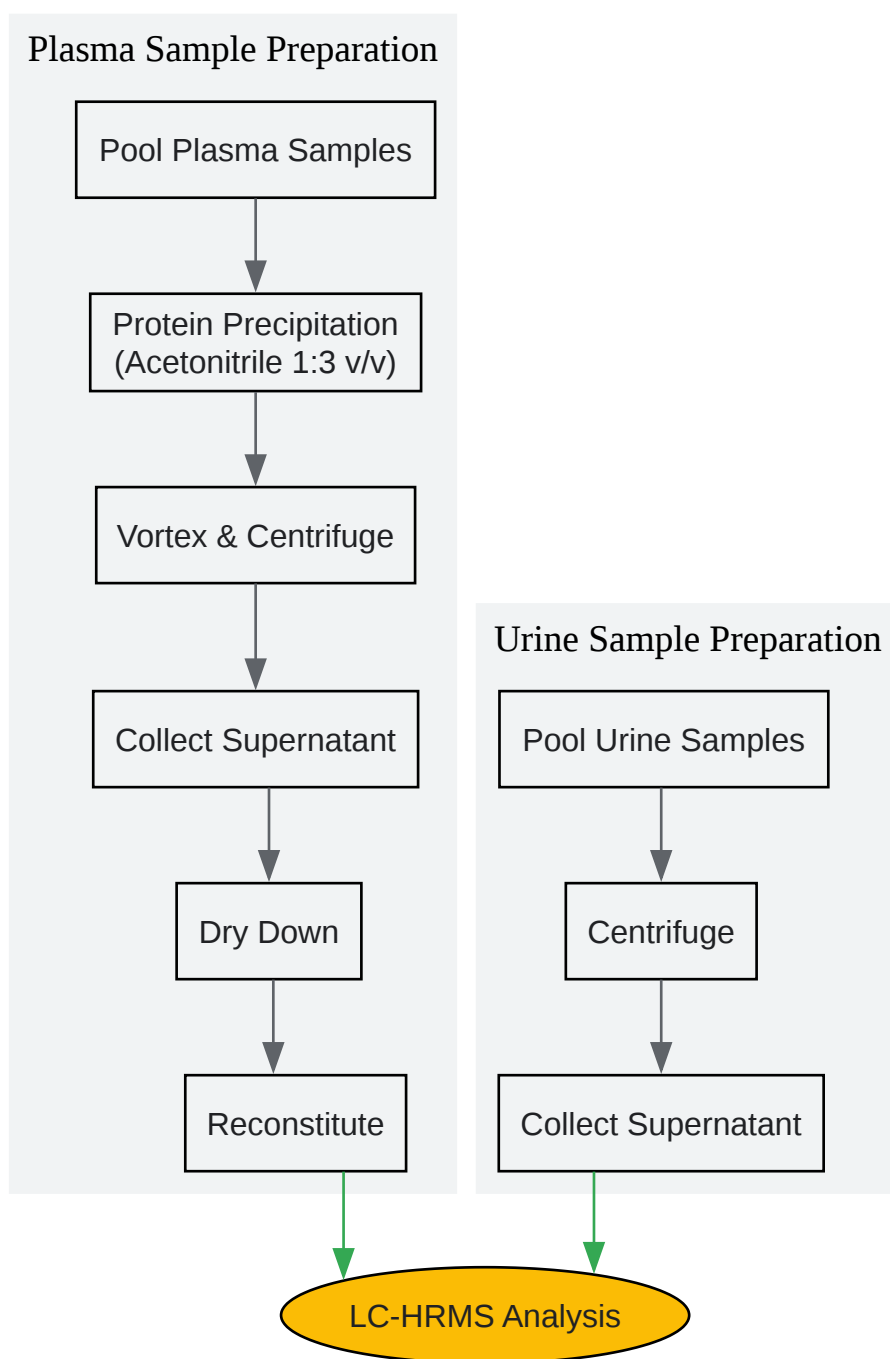 Plasma Sample Preparation
Pool Plasma Samples
Protein Precipitation
(Acetonitrile 1:3 v/v)
Vortex & Centrifuge
Collect Supernatant
Dry Down
Reconstitute
Urine Sample Preparation
Pool Urine Samples
Centrifuge
Collect Supernatant
LC-HRMS Analysis